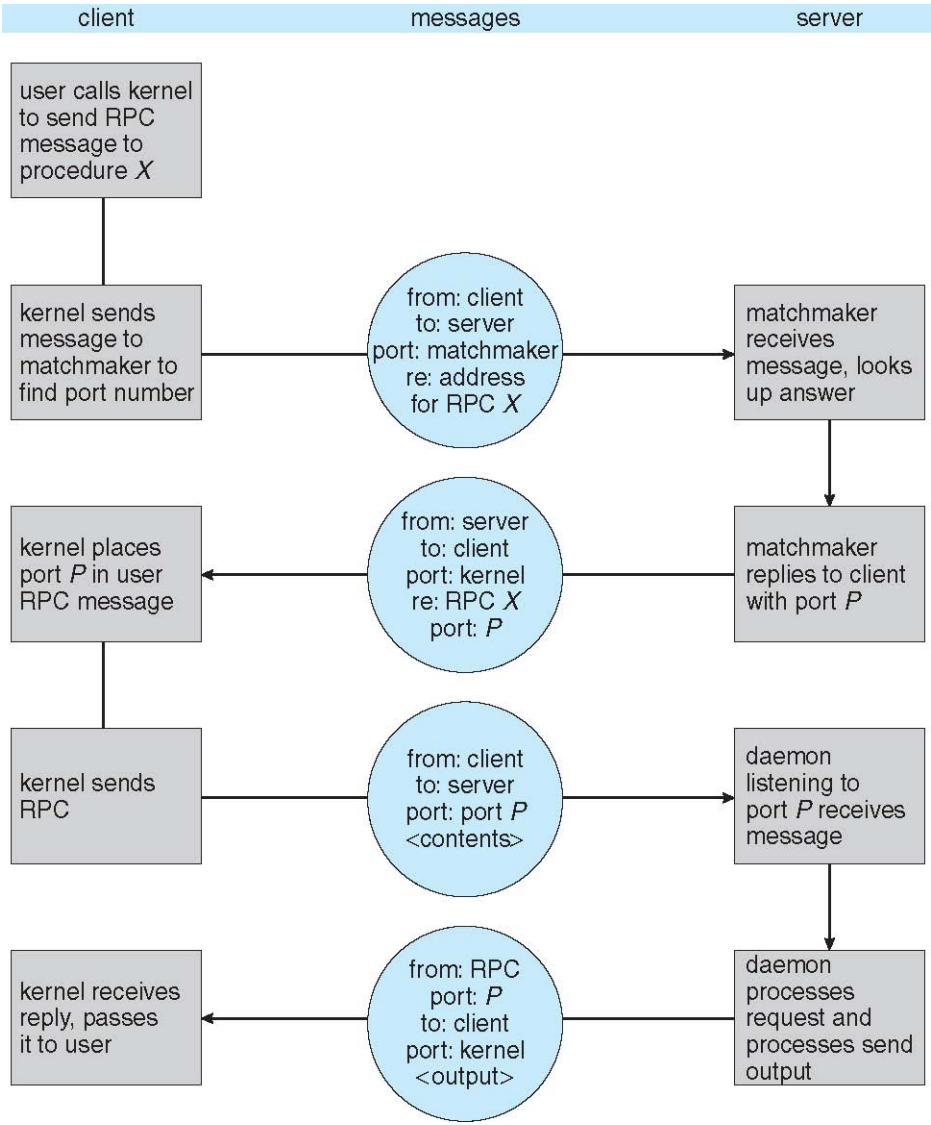 client messages server
user calls kernel
to send RPC
message to
procedure X
kernel sends
message to
matchmaker to
find port number
from: client
to: server
port: matchmaker
re: address
for RPC X
matchmaker
receives
message, looks
up answer
kernel places
port P in user
RPC message
from: server
to: client
port: kernel
re: RPC X
port: P
matchmaker
replies to client
with port P
kernel sends
RPC
from: client
to: server
port: port P
<contents>
daemon
listening to
port P receives
message
kernel receives
reply, passes
it to user
from: RPC
port: P
to: client
port: kernel
<output>
daemon
processes
request and
processes send
output